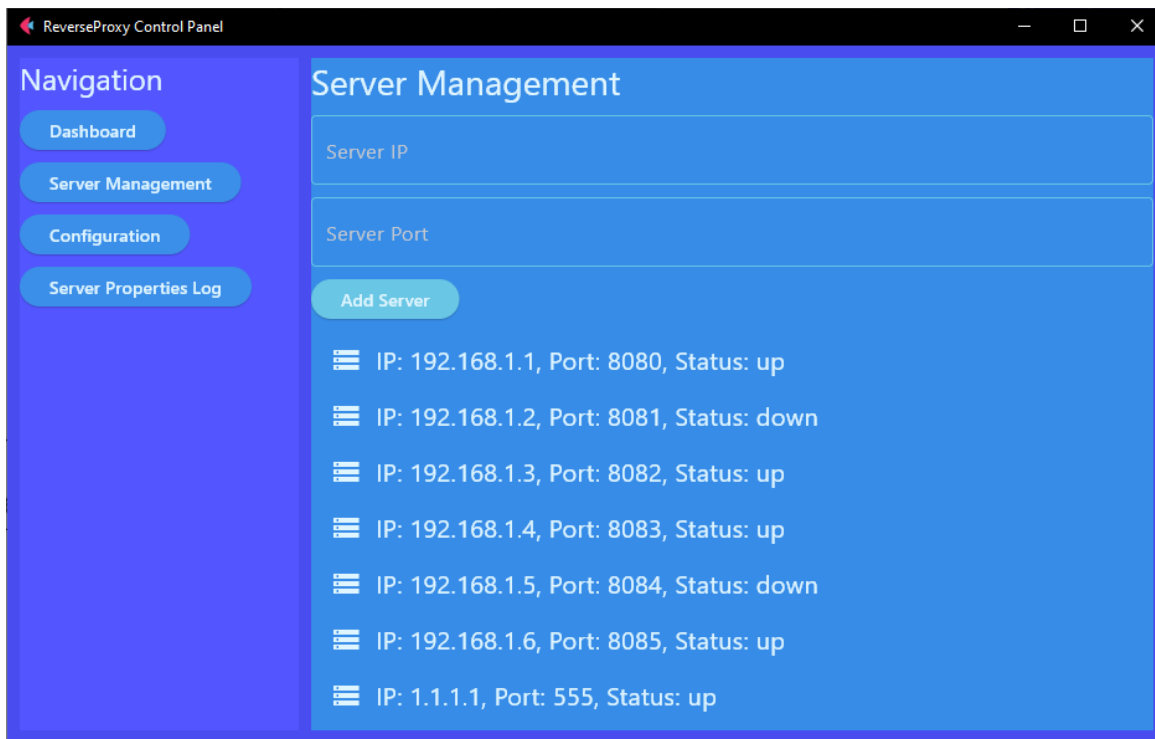 ReverseProxy Control Panel
Navigation
Dashboard
Server Management
Configuration
Server Properties Log
Server Management
Server IP
Server Port
Add Server
IP: 192.168.1.1, Port: 8080, Status: up
IP: 192.168.1.2, Port: 8081, Status: down
IP: 192.168.1.3, Port: 8082, Status: up
IP: 192.168.1.4, Port: 8083, Status: up
IP: 192.168.1.5, Port: 8084, Status: down
IP: 192.168.1.6, Port: 8085, Status: up
IP: 1.1.1.1, Port: 555, Status: up